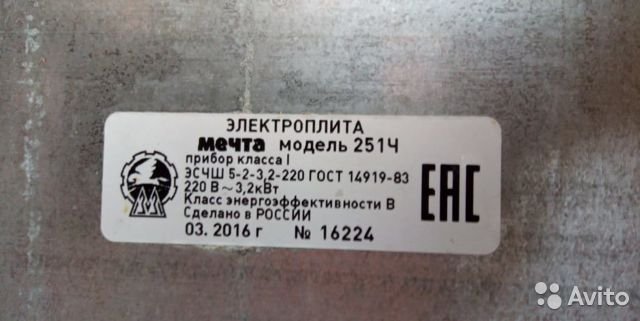 ЭЛЕКТРОПЛИТА
мечта модель 251Ч
прибор класса I
ЭСЧШ 5-2-3,2-220 ГОСТ 14919-83
220 В ~ 3,2кВт
Класс энергоэффективности В
Сделано в РОССИИ
03. 2016 г № 16224
ЕАС
Avito